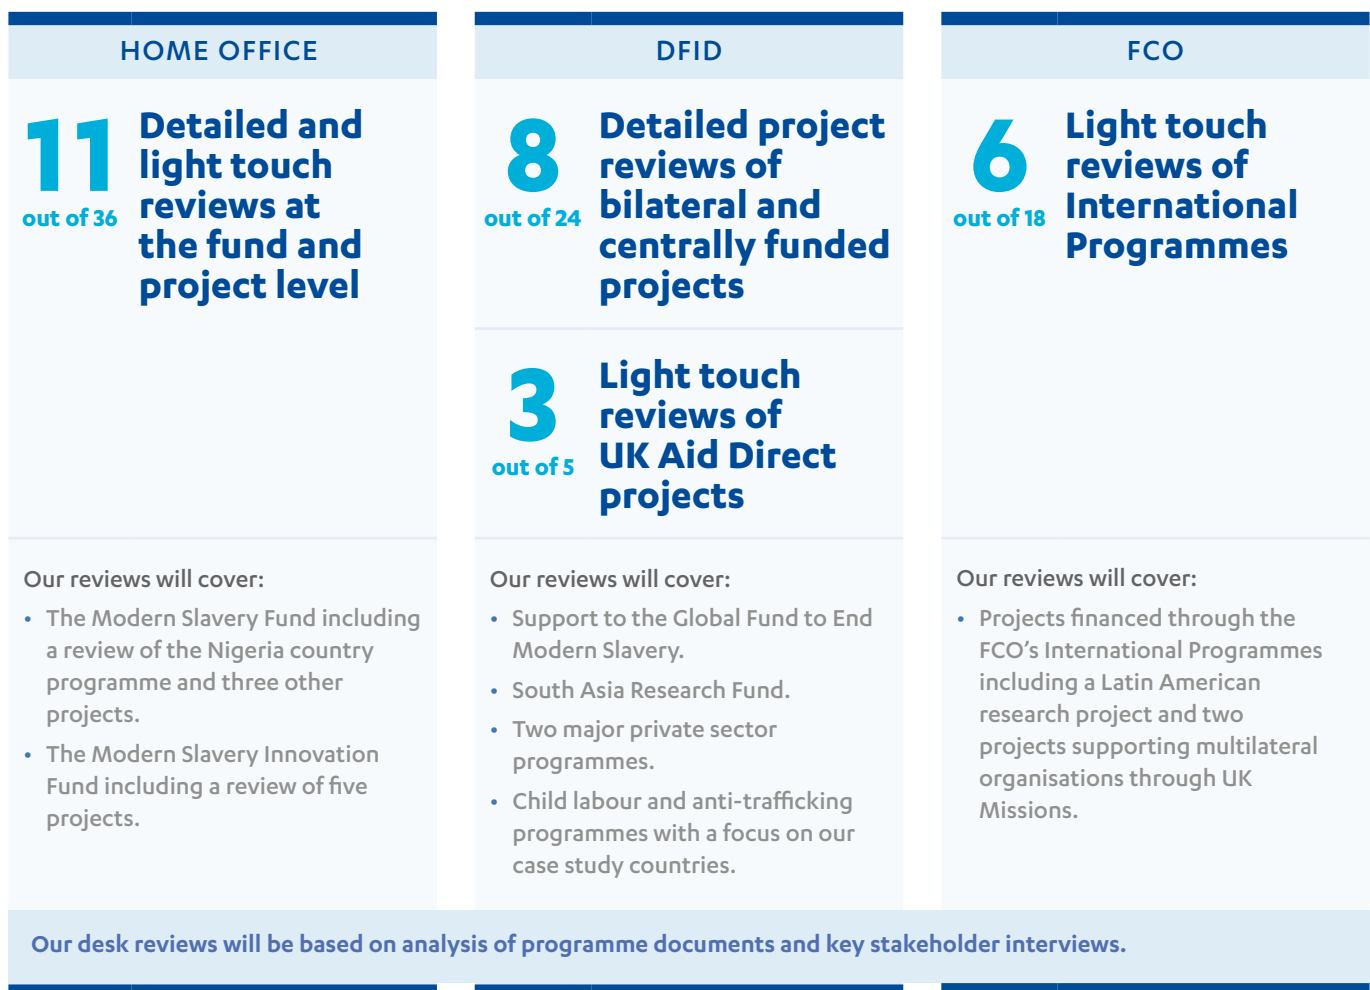 HOME OFFICE
11
out of 36
Detailed and
light touch
reviews at
the fund and
project level
Our reviews will cover:
• The Modern Slavery Fund including
a review of the Nigeria country
programme and three other
projects.
• The Modern Slavery Innovation
Fund including a review of five
projects.
DFID
8
out of 24
Detailed project
reviews of
bilateral and
centrally funded
projects
3
out of 5
Light touch
reviews of
UK Aid Direct
projects
Our reviews will cover:
• Support to the Global Fund to End
Modern Slavery.
• South Asia Research Fund.
• Two major private sector
programmes.
• Child labour and anti-trafficking
programmes with a focus on our
case study countries.
FCO
6
out of 18
Light touch
reviews of
International
Programmes
Our reviews will cover:
• Projects financed through the
FCO’s International Programmes
including a Latin American
research project and two
projects supporting multilateral
organisations through UK
Missions.
Our desk reviews will be based on analysis of programme documents and key stakeholder interviews.